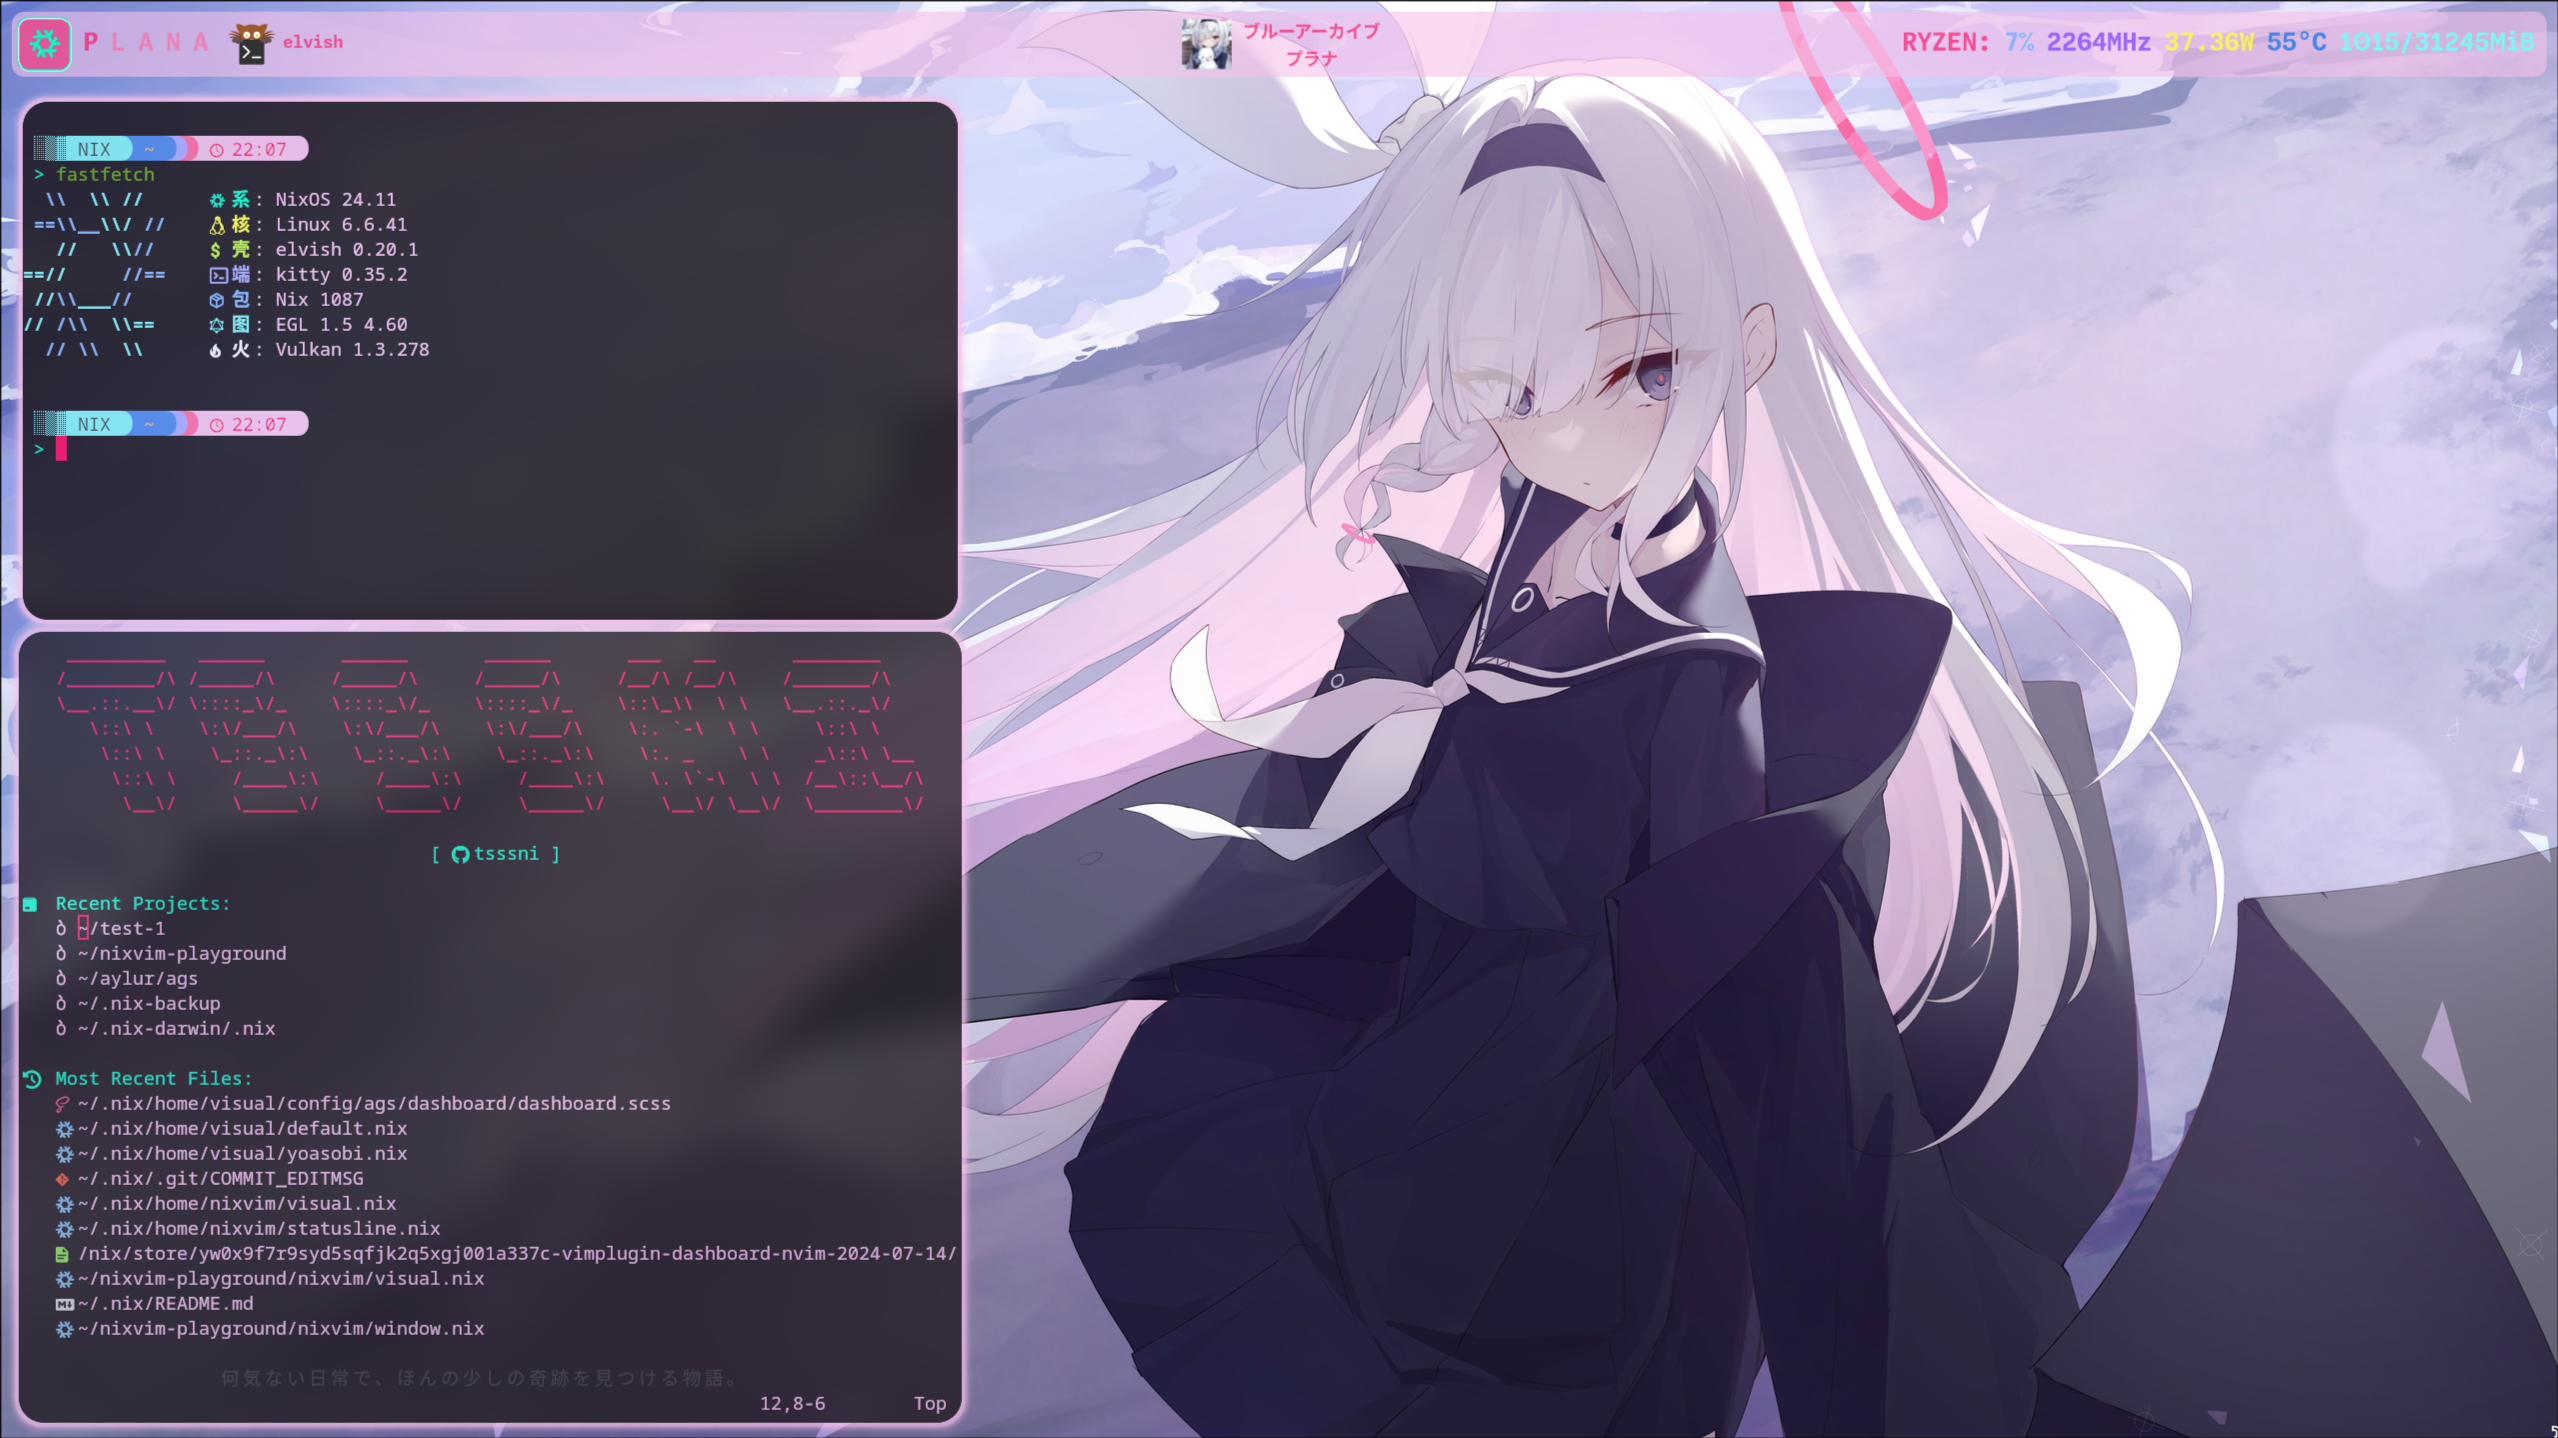 P L A N A
elvish
ブルーアーカイブ
プラナ
RYZEN: 7% 2264MHz 37.36W 55°C 1015/31245MiB
NIX ~ 22:07
> fastfetch
系: NixOS 24.11
核: Linux 6.6.41
$ 壳: elvish 0.20.1
端: kitty 0.35.2
包: Nix 1087
图: EGL 1.5 4.60
火: Vulkan 1.3.278
NIX ~ 22:07
>
TSSSNI
[ tsssni ]
Recent Projects:
~/test-1
~/nixvim-playground
~/aylur/ags
~/.nix-backup
~/.nix-darwin/.nix
Most Recent Files:
~/.nix/home/visual/config/ags/dashboard/dashboard.scss
~/.nix/home/visual/default.nix
~/.nix/home/visual/yoasobi.nix
~/.nix/.git/COMMIT_EDITMSG
~/.nix/home/nixvim/visual.nix
~/.nix/home/nixvim/statusline.nix
/nix/store/yw0x9f7r9syd5sqfjk2q5xgj001a337c-vimplugin-dashboard-nvim-2024-07-14/
~/nixvim-playground/nixvim/visual.nix
~/.nix/README.md
~/nixvim-playground/nixvim/window.nix
何気ない日常で、ほんの少しの奇跡を見つける物語。
12,8-6 Top